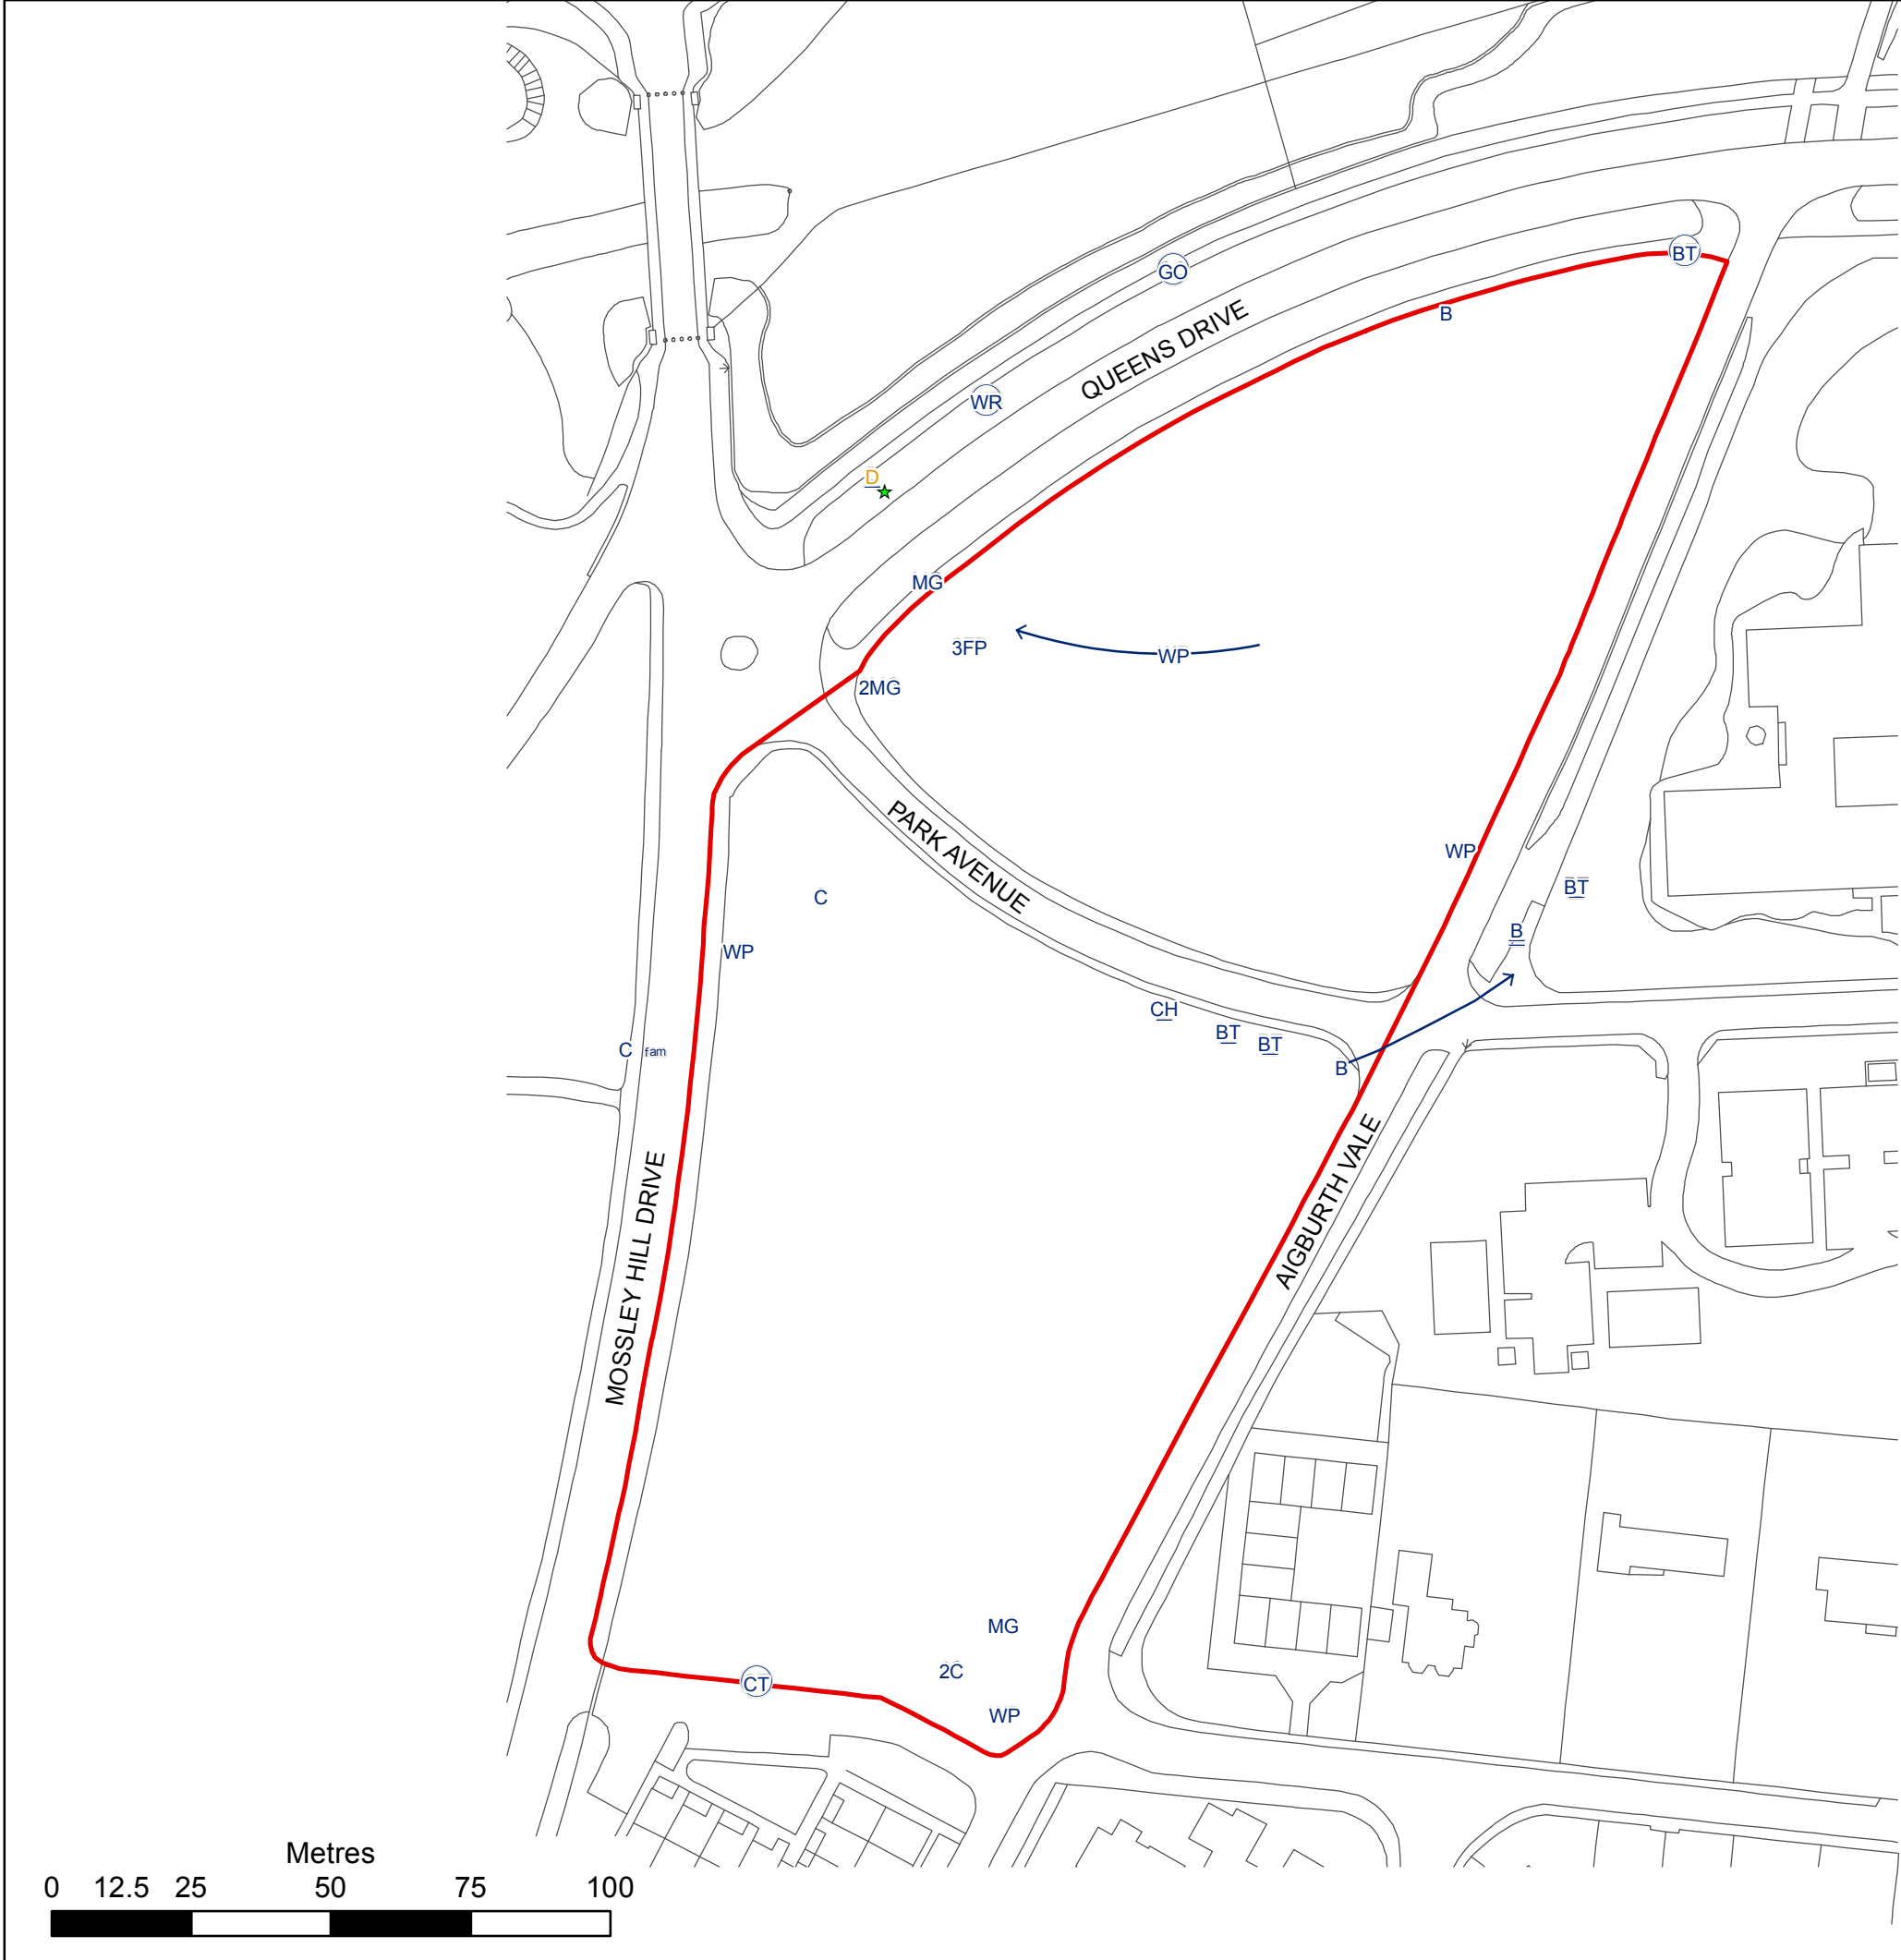 BT
GO
B
QUEENS DRIVE
WR
D
MG
3FP
WP
2MG
PARK AVENUE
WP
C
BT
WP
B
CH
BT
BT
C fam
B
AIGBURTH VALE
MOSSLEY HILL DRIVE
MG
2C
CT
WP
Metres
0 12.5 25 50 75 100